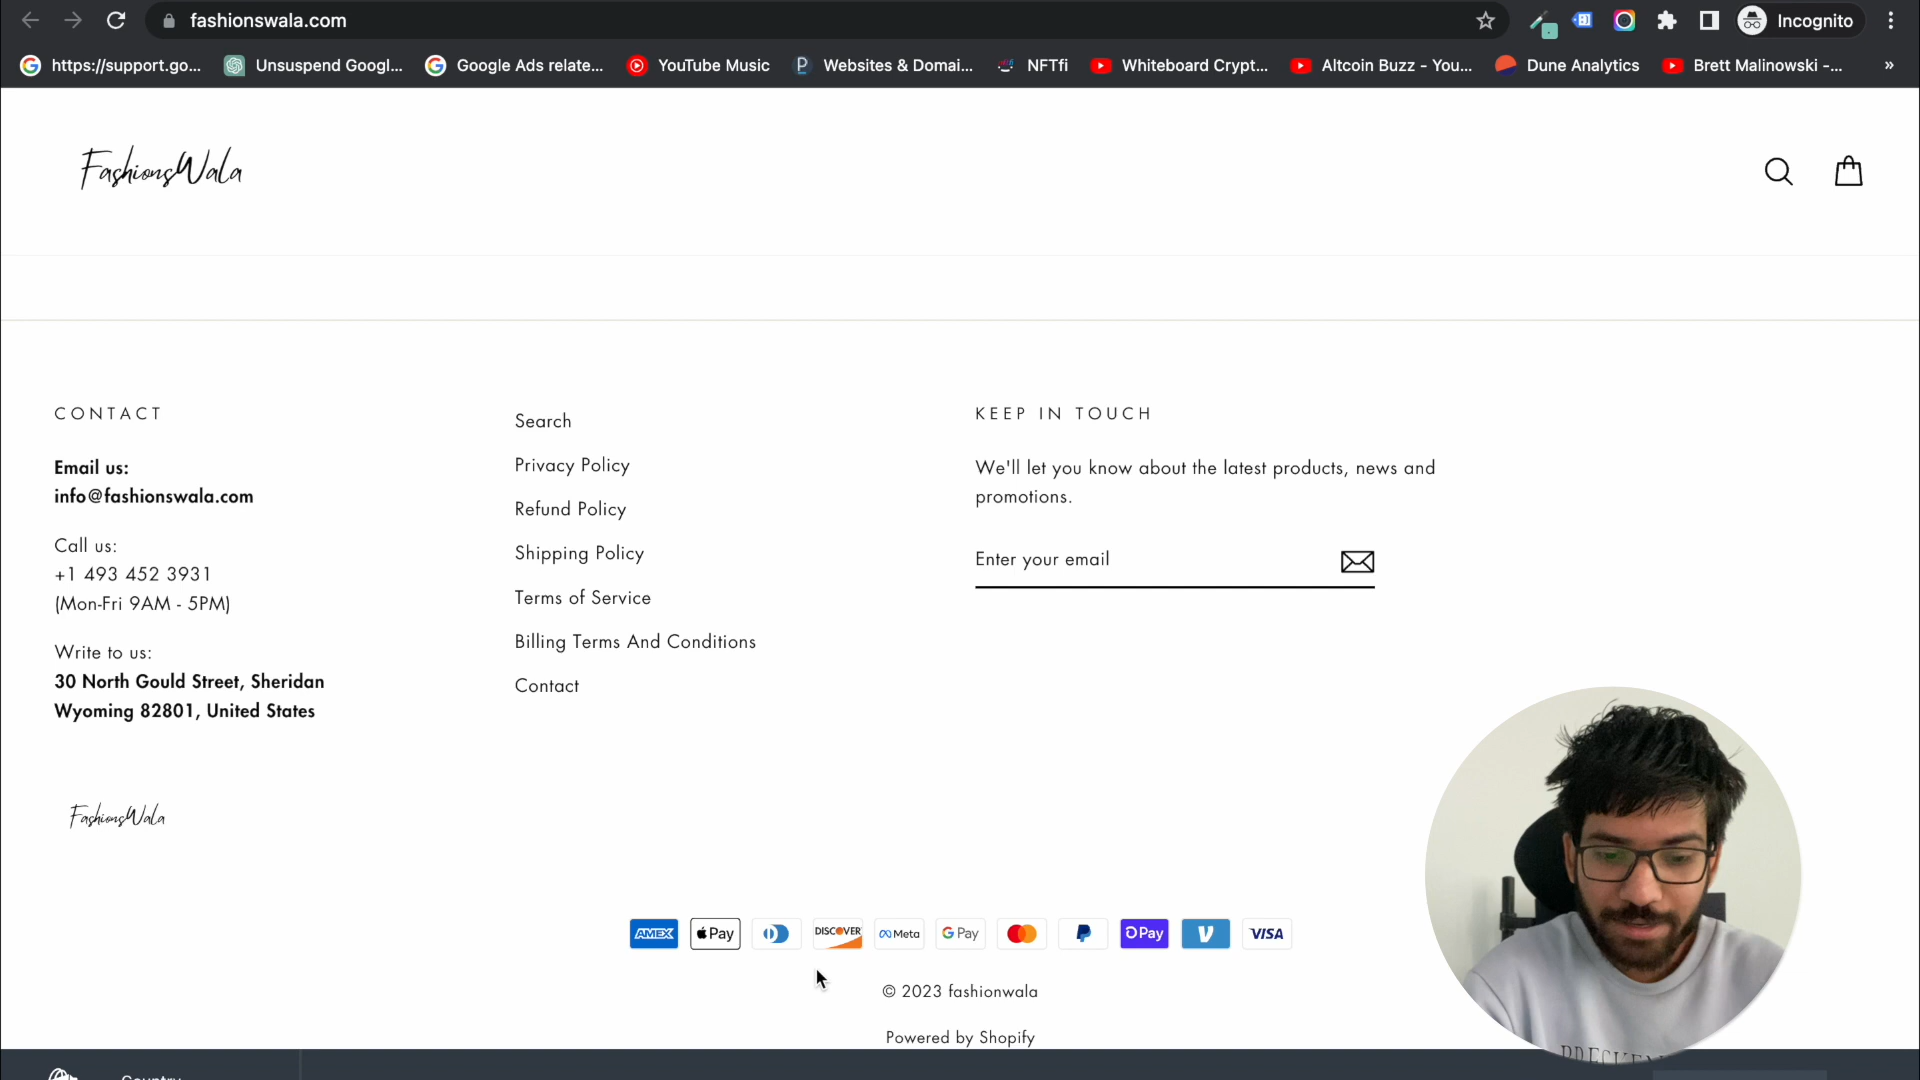 fashionswala.com
Incognito
https://support.go...
Unsuspend Googl...
Google Ads relate...
YouTube Music
Websites & Domai...
NFTfi
Whiteboard Crypt...
Altcoin Buzz - You...
Dune Analytics
Brett Malinowski -...
»
FashionsWala
CONTACT
Email us:
info@fashionswala.com
Call us:
+1 493 452 3931
(Mon-Fri 9AM - 5PM)
Write to us:
30 North Gould Street, Sheridan
Wyoming 82801, United States
FashionsWala
Search
Privacy Policy
Refund Policy
Shipping Policy
Terms of Service
Billing Terms And Conditions
Contact
KEEP IN TOUCH
We'll let you know about the latest products, news and
promotions.
Enter your email
AMEX
Pay
DISCOVER
Meta
G Pay
Pay
VISA
© 2023 fashionwala
Powered by Shopify
Country